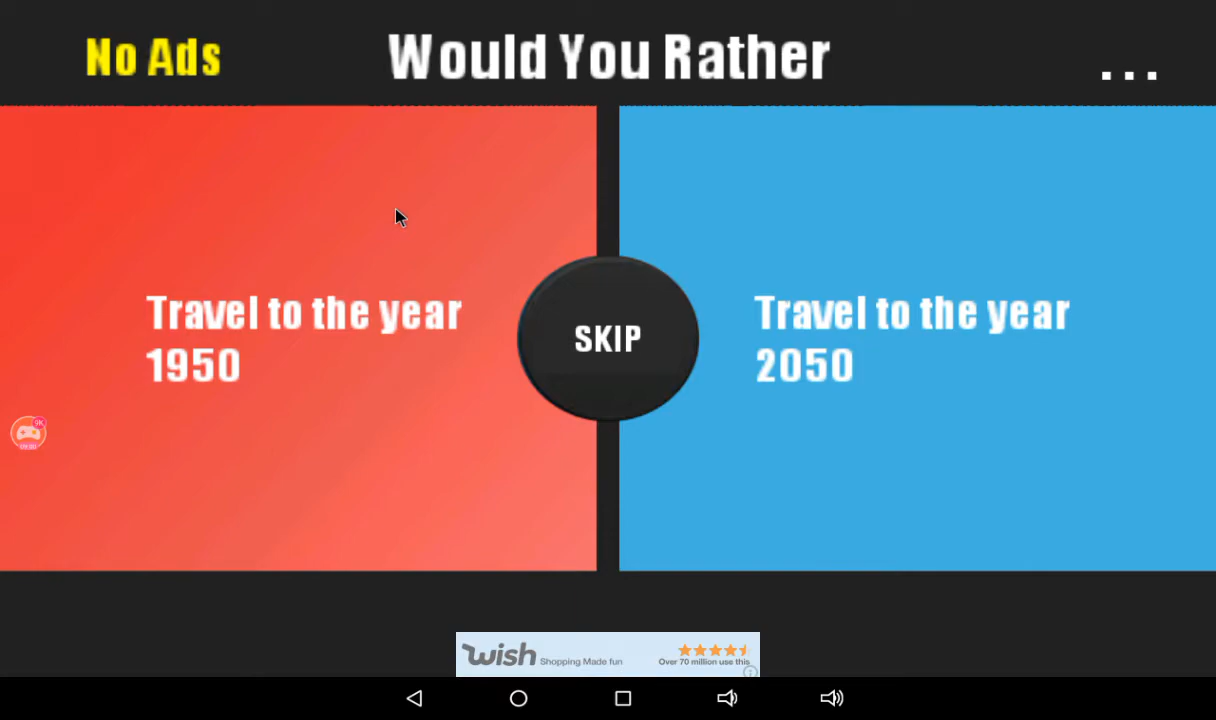 No Ads
Would You Rather
...
Travel to the year
1950
SKIP
Travel to the year
2050
9K
wish Shopping Made fun
Over 70 million use this